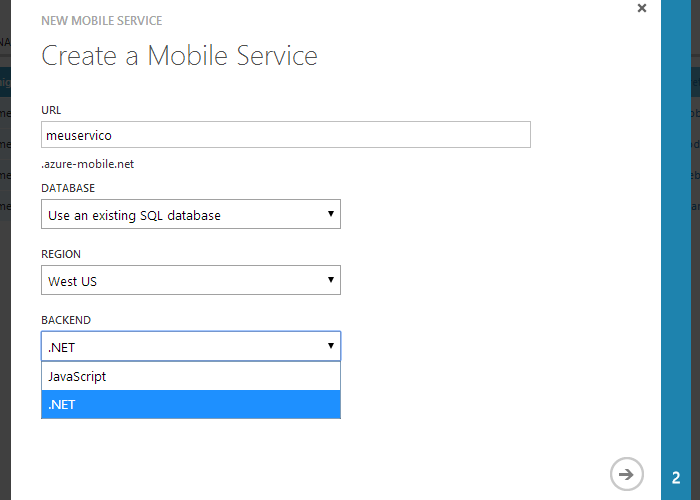 NEW MOBILE SERVICE
Create a Mobile Service
URL
meuservico
.azure-mobile.net
DATABASE
Use an existing SQL database
REGION
West US
BACKEND
.NET
JavaScript
.NET
2